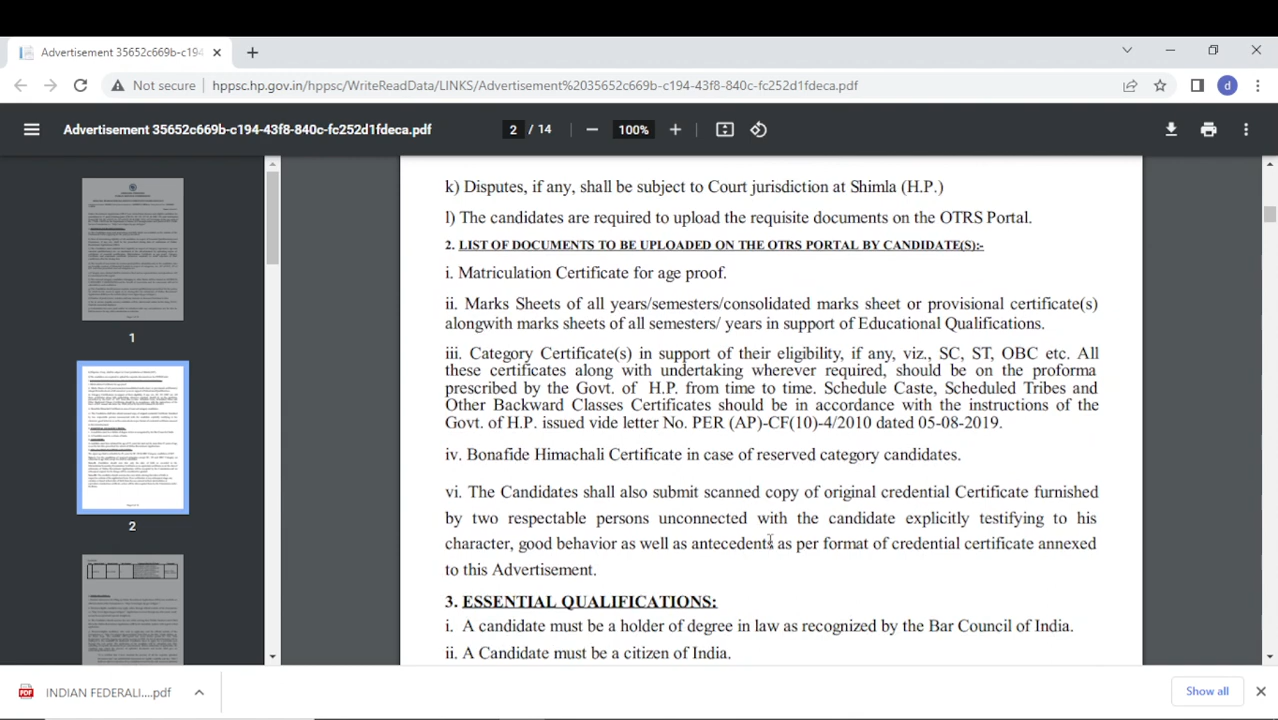 Advertisement 35652c669b-c194
Not secure
hppsc.hp.gov.in/hppsc/WriteReadData/LINKS/Advertisement%2035652c669b-c194-43f8-840c-fc252d1fdeca.pdf
d
Advertisement 35652c669b-c194-43f8-840c-fc252d1fdeca.pdf
2 / 14
100%
k) Disputes, if any, shall be subject to Court jurisdiction at Shimla (H.P.)
l) The candidates are required to upload the requisite documents on the OTRS Portal.
2. LIST OF DOCUMENTS TO BE UPLOADED ON THE OTRS PORTAL BY CANDIDATE(S):-
i. Matriculation Certificate for age proof.
ii. Marks sheets of all years/semesters/consolidated marks sheet or provisional certificate(s)
alongwith marks sheets of all semesters/ years in support of Educational Qualifications.
iii. Category Certificate(s) in support of their eligibility, if any, viz., SC, ST, OBC etc. All
these certificates along with undertaking where required, should be on the proforma
prescribed by the Govt. of H.P. from time to time. Schedule Caste, Scheduled Tribes and
Other Backward Classes Certificates should be in accordance with the instructions of the
Govt. of H.P. issued vide letter No. PER (AP)-
dated 05-08-2019.
iv. Bonafide Himachali Certificate in case of reserved category candidates.
vi. The Candidates shall also submit scanned copy of original credential Certificate furnished
by two respectable persons unconnected with the candidate explicitly testifying to his
character, good behavior as well as antecedents as per format of credential certificate annexed
to this Advertisement.
3. ESSENTIAL QUALIFICATIONS:
i. A candidate must be a holder of degree in law as recognized by the Bar Council of India.
ii. A Candidate must be a citizen of India.
1
2
INDIAN FEDERALI....pdf
Show all